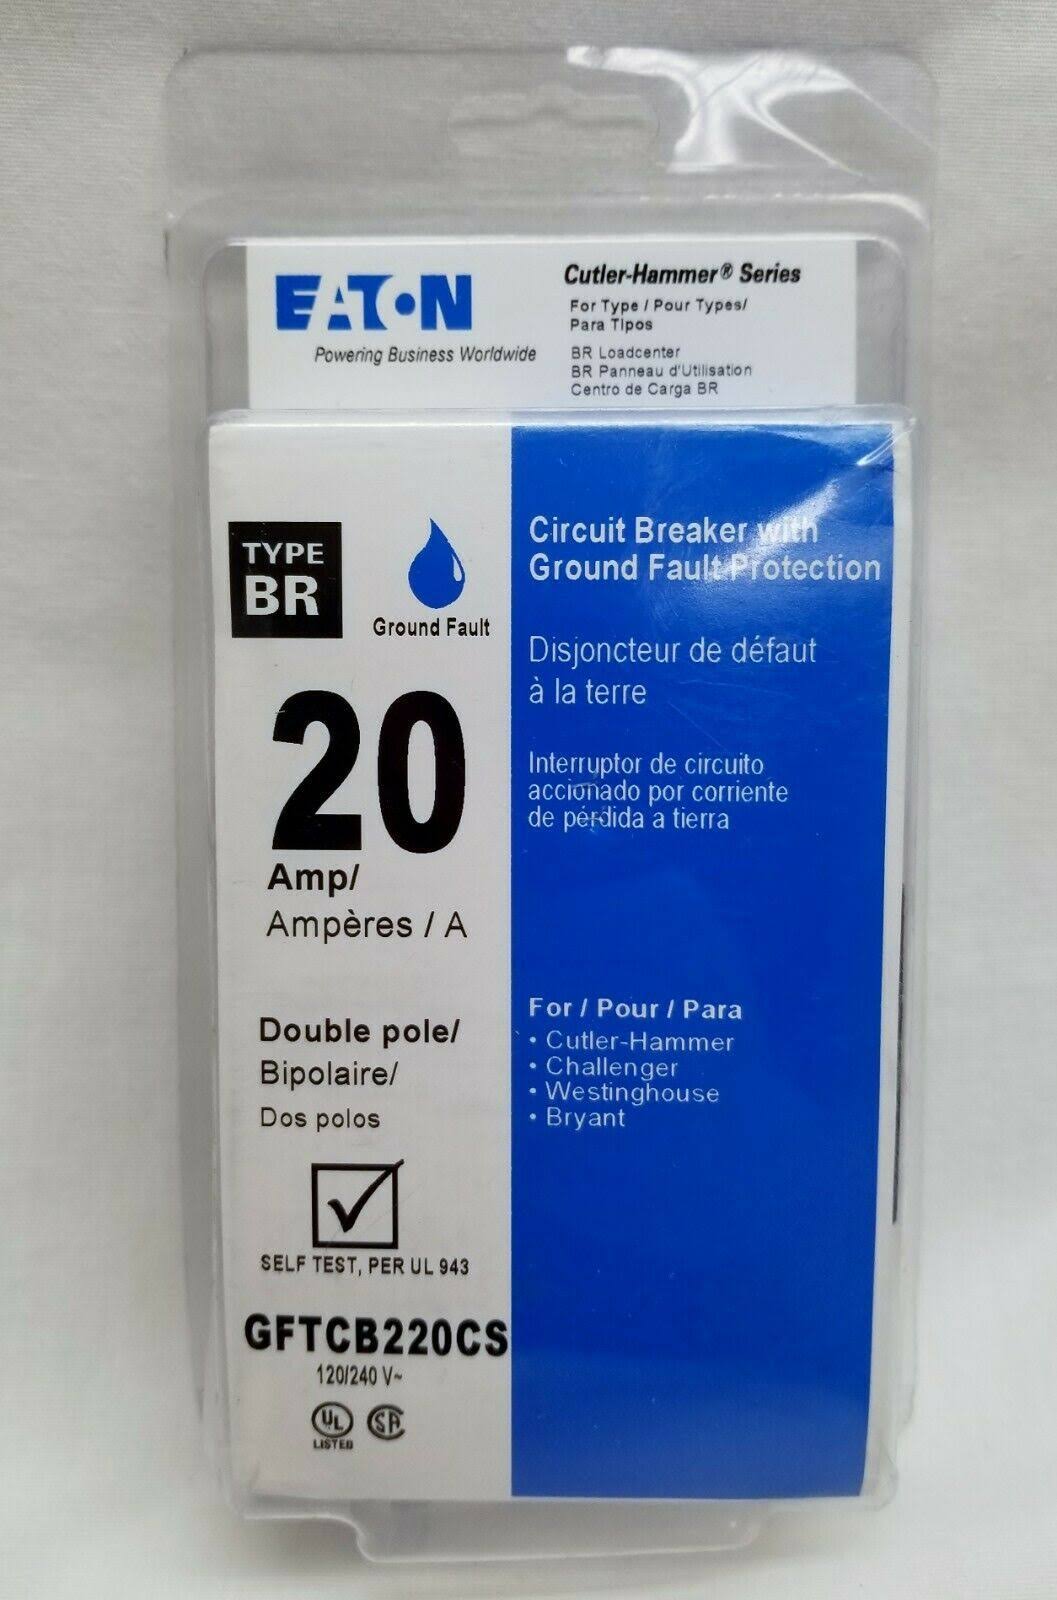 EATON
Powering Business Worldwide
Cutler-Hammer® Series
For Type / Pour Types/
Para Tipos
BR Loadcenter
BR Panneau d'Utilisation
Centro de Carga BR
TYPE
BR
Ground Fault
20
Amp/
Ampères / A
Double pole/
Bipolaire/
Dos polos
SELF TEST, PER UL 943
GFTCB220CS
120/240 V~
UL
LISTED
SA
Circuit Breaker with
Ground Fault Protection
Disjoncteur de défaut
à la terre
Interruptor de circuito
accionado por corriente
de pérdida a tierra
For / Pour / Para
• Cutler-Hammer
• Challenger
• Westinghouse
• Bryant